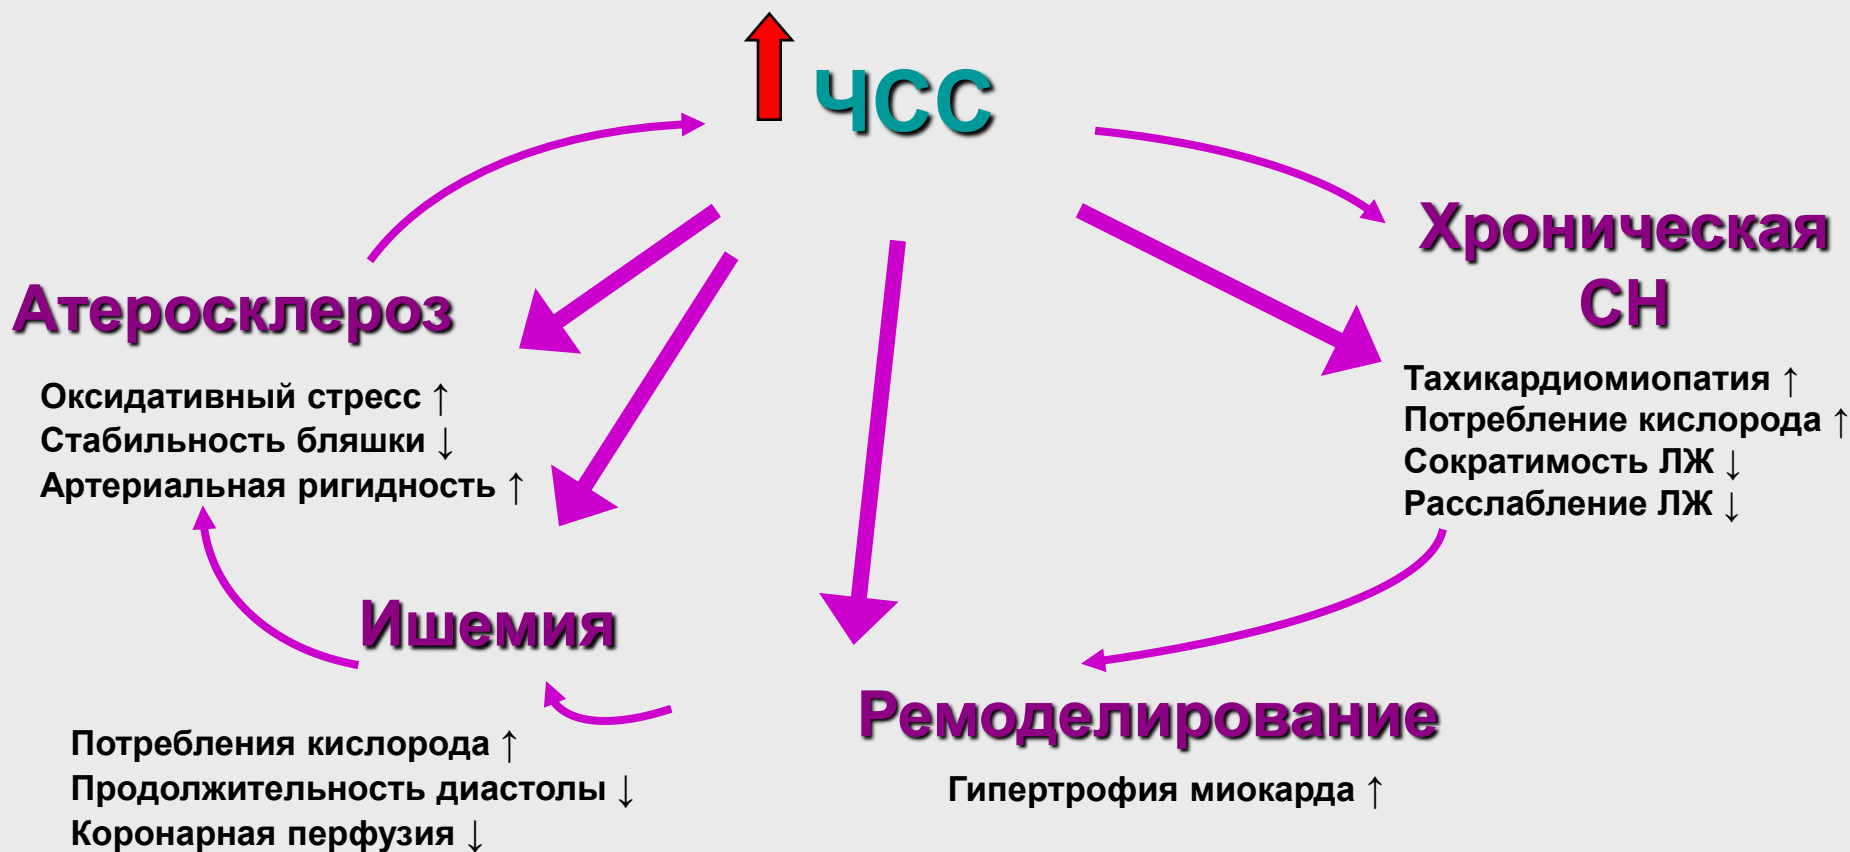 ЧСС
Хроническая
СН
Тахикардиомиопатия ↑
Потребление кислорода ↑
Сократимость ЛЖ ↓
Расслабление ЛЖ ↓
Атеросклероз
Оксидативный стресс ↑
Стабильность бляшки ↓
Артериальная ригидность ↑
Ишемия
Потребления кислорода ↑
Продолжительность диастолы ↓
Коронарная перфузия ↓
Ремоделирование
Гипертрофия миокарда ↑